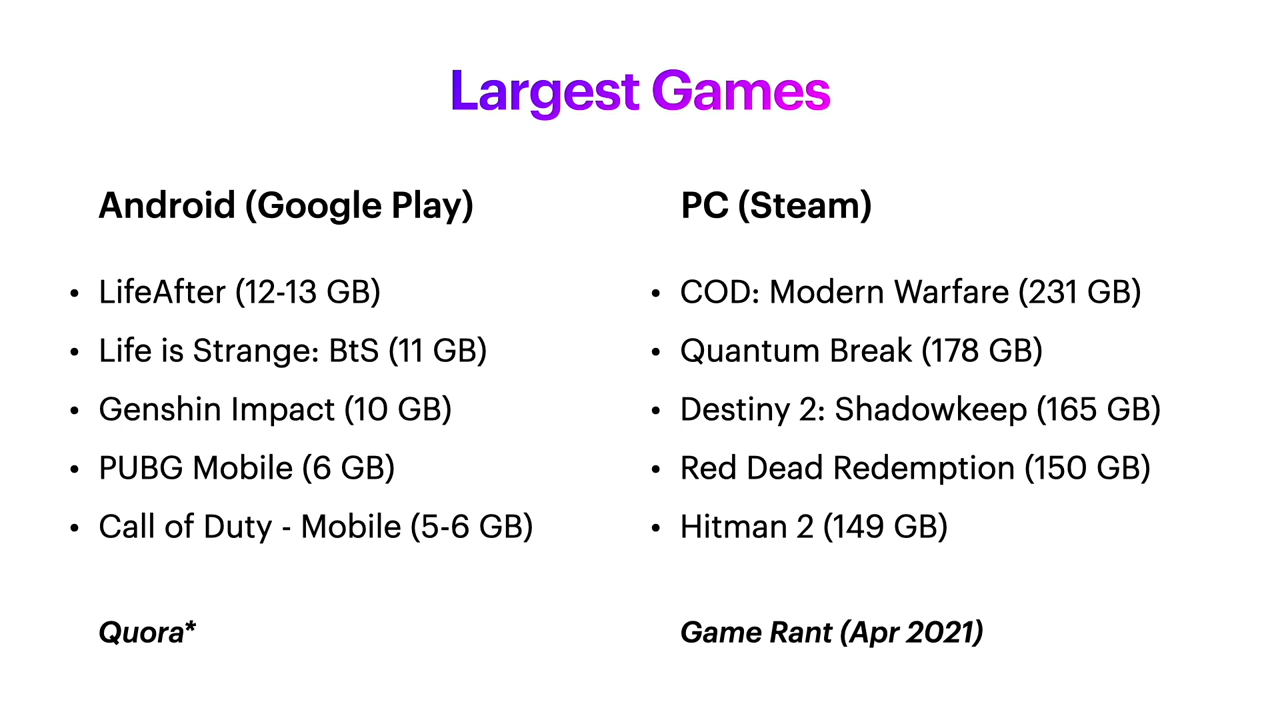 Largest Games
Android (Google Play)
• LifeAfter (12-13 GB)
• Life is Strange: BtS (11 GB)
• Genshin Impact (10 GB)
• PUBG Mobile (6 GB)
• Call of Duty - Mobile (5-6 GB)
Quora*
PC (Steam)
• COD: Modern Warfare (231 GB)
• Quantum Break (178 GB)
• Destiny 2: Shadowkeep (165 GB)
• Red Dead Redemption (150 GB)
• Hitman 2 (149 GB)
Game Rant (Apr 2021)